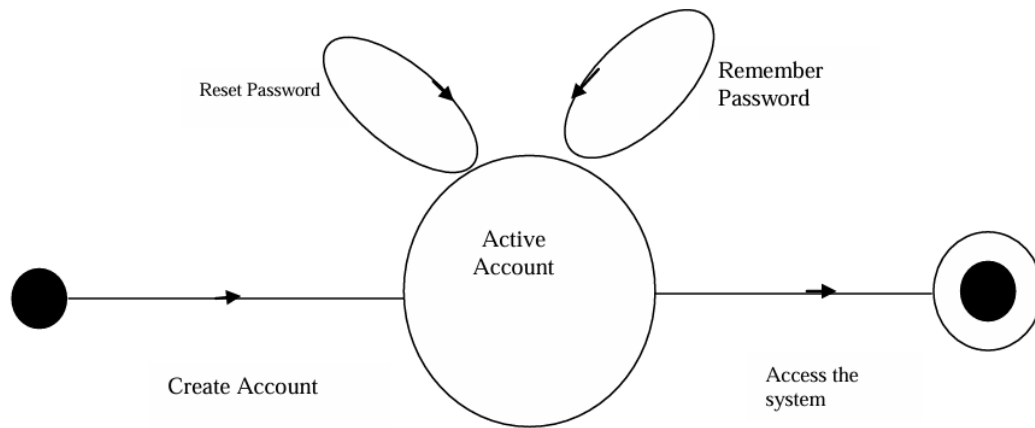 Reset Password
Remember
Password
Active
Account
Create Account
Access the
system